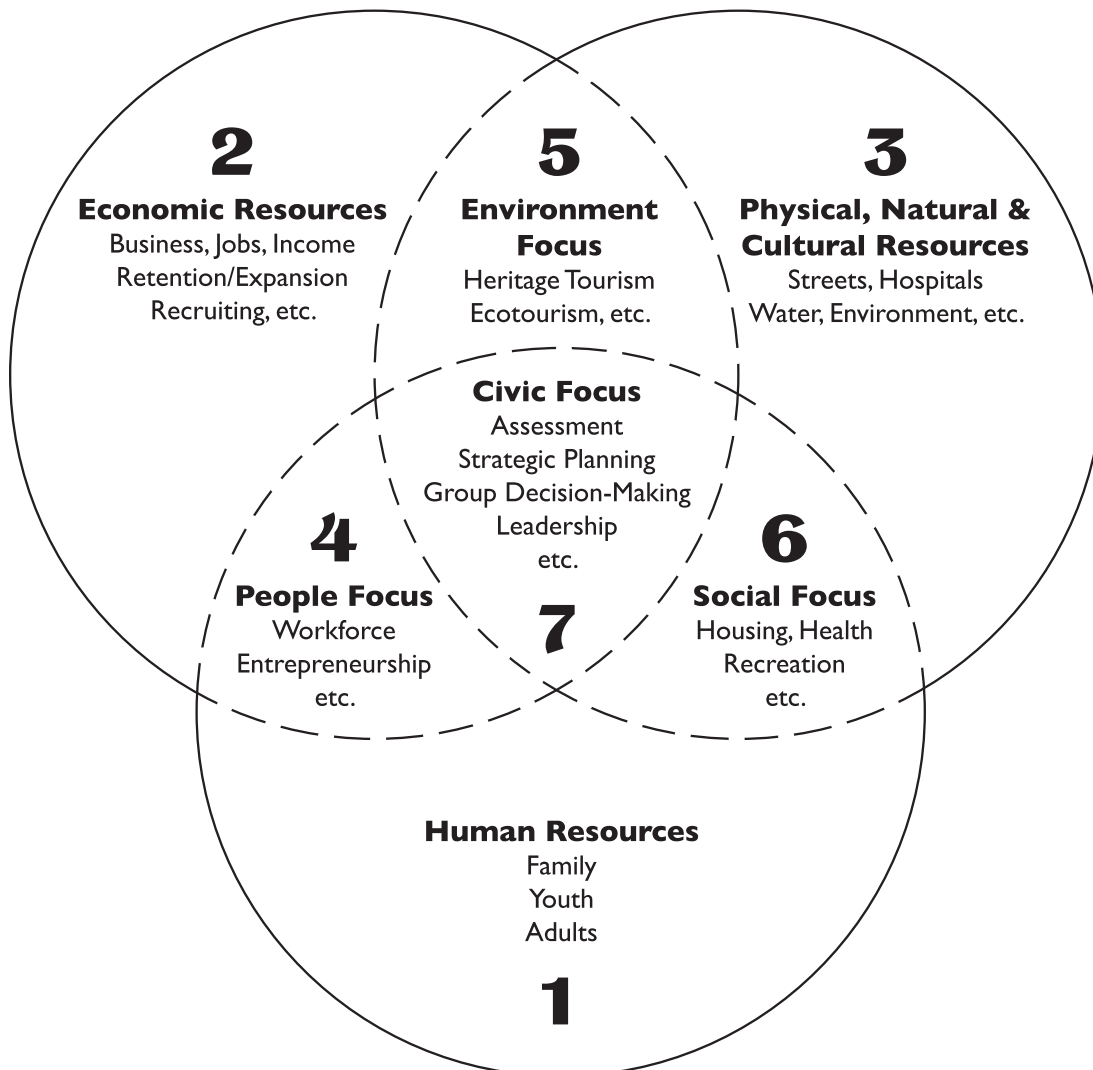 2
Economic Resources
Business, Jobs, Income
Retention/Expansion
Recruiting, etc.
5
Environment
Focus
Heritage Tourism
Ecotourism, etc.
3
Physical, Natural &
Cultural Resources
Streets, Hospitals
Water, Environment, etc.
Civic Focus
Assessment
Strategic Planning
Group Decision-Making
Leadership
etc.
7
4
People Focus
Workforce
Entrepreneurship
etc.
6
Social Focus
Housing, Health
Recreation
etc.
Human Resources
Family
Youth
Adults
1